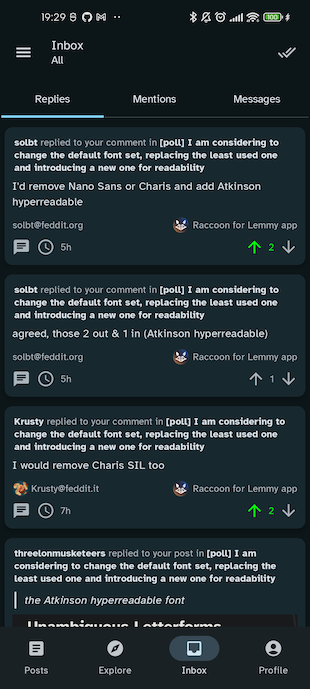 19:29
Inbox
All
Replies
Mentions
Messages
solbt replied to your comment in [poll] I am considering to
change the default font set, replacing the least used one
and introducing a new one for readability
I'd remove Nano Sans or Charis and add Atkinson
hyperreadable
solbt@feddit.org
Raccoon for Lemmy app
5h
2
solbt replied to your comment in [poll] I am considering to
change the default font set, replacing the least used one
and introducing a new one for readability
agreed, those 2 out & 1 in (Atkinson hyperreadable)
solbt@feddit.org
Raccoon for Lemmy app
5h
1
Krusty replied to your comment in [poll] I am considering to
change the default font set, replacing the least used one
and introducing a new one for readability
I would remove Charis SIL too
Krusty@feddit.it
Raccoon for Lemmy app
7h
2
threelonmusketeers replied to your post in [poll] I am
considering to change the default font set, replacing the
least used one and introducing a new one for readability
the Atkinson hyperreadable font
Unambiguous Letterforms
Posts
Explore
Inbox
Profile